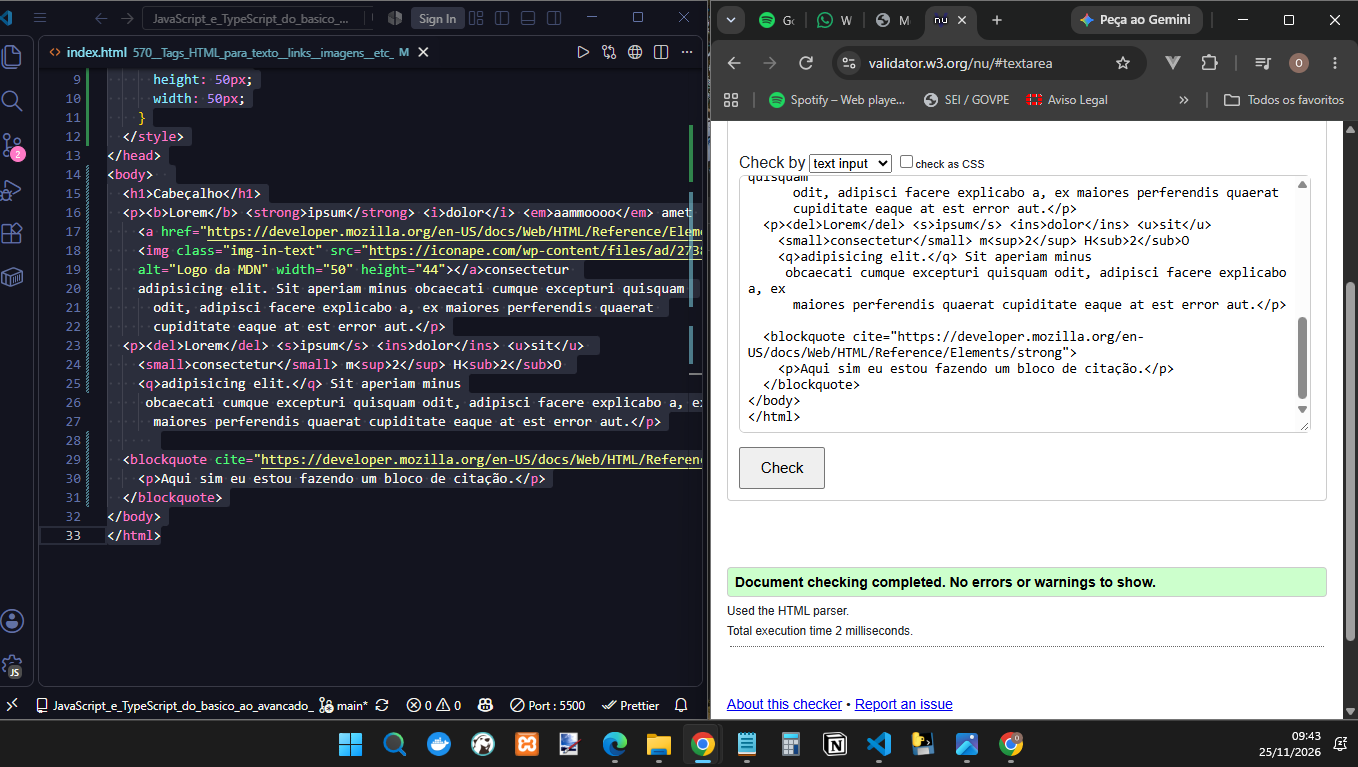 JavaScript_e_TypeScript_do_basico_...
Sign In
index.html 570_Tags_HTML_para_texto__links__imagens__etc_ M
9 height: 50px;
10 width: 50px;
11 }
12 </style>
13 </head>
14 <body>
15 <h1>Cabeçalho</h1>
16 <p><b>Lorem</b> <strong>ipsum</strong> <i>dolor</i> <em>aammoooo</em> amet
17 <a href="https://developer.mozilla.org/en-US/docs/Web/HTML/Reference/Eleme
18 <img class="img-in-text" src="https://iconape.com/wp-content/files/ad/2738
19 alt="Logo da MDN" width="50" height="44"></a>consectetur
20 adipisicing elit. Sit aperiam minus obcaecati cumque excepturi quisquam
21 odit, adipisci facere explicabo a, ex maiores perferendis quaerat
22 cupiditate eaque at est error aut.</p>
23 <p><del>Lorem</del> <s>ipsum</s> <ins>dolor</ins> <u>sit</u>
24 <small>consectetur</small> m<sup>2</sup> H<sub>2</sub>O
25 <q>adipisicing elit.</q> Sit aperiam minus
26 obcaecati cumque excepturi quisquam odit, adipisci facere explicabo a, ex
27 maiores perferendis quaerat cupiditate eaque at est error aut.</p>
28
29 <blockquote cite="https://developer.mozilla.org/en-US/docs/Web/HTML/Referen
30 <p>Aqui sim eu estou fazendo um bloco de citação.</p>
31 </blockquote>
32 </body>
33 </html>
2
JS
JavaScript_e_TypeScript_do_basico_ao_avancado_ main* 0 0 Port : 5500 Prettier
Gc W M nu
Peça ao Gemini
validator.w3.org/nu/#textarea
O
Spotify – Web playe... SEI / GOVPE Aviso Legal » Todos os favoritos
Check by text input check as CSS
quisquam
odit, adipisci facere explicabo a, ex maiores perferendis quaerat
cupiditate eaque at est error aut.</p>
<p><del>Lorem</del> <s>ipsum</s> <ins>dolor</ins> <u>sit</u>
<small>consectetur</small> m<sup>2</sup> H<sub>2</sub>O
<q>adipisicing elit.</q> Sit aperiam minus
obcaecati cumque excepturi quisquam odit, adipisci facere explicabo
a, ex
maiores perferendis quaerat cupiditate eaque at est error aut.</p>
<blockquote cite="https://developer.mozilla.org/en-
US/docs/Web/HTML/Reference/Elements/strong">
<p>Aqui sim eu estou fazendo um bloco de citação.</p>
</blockquote>
</body>
</html>
Check
Document checking completed. No errors or warnings to show.
Used the HTML parser.
Total execution time 2 milliseconds.
About this checker • Report an issue
09:43
25/11/2026